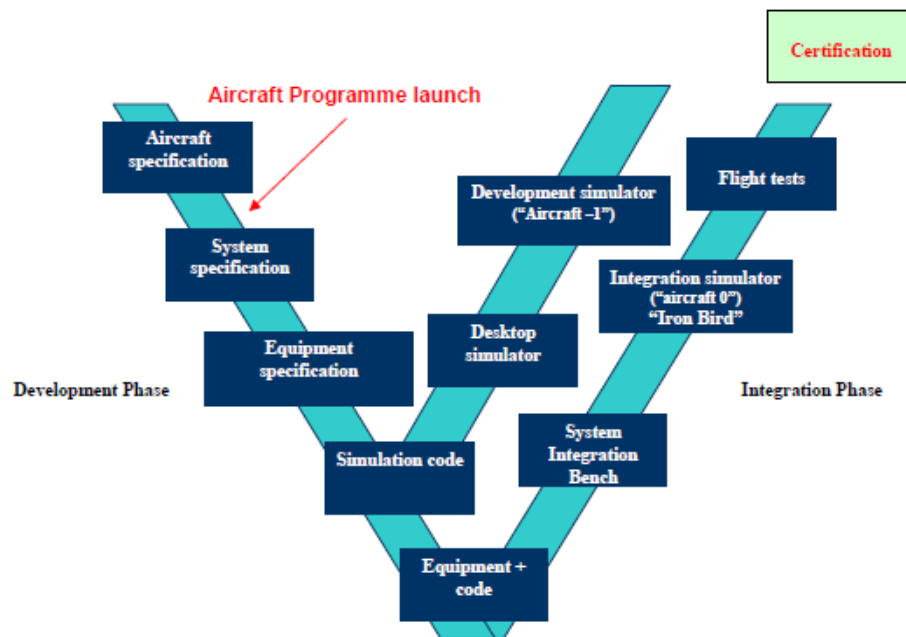 Certification
Aircraft Programme launch
Aircraft
specification
Flight tests
Development simulator
(“Aircraft –1”)
System
specification
Integration simulator
(“aircraft 0”)
“Iron Bird”
Desktop
simulator
Equipment
specification
Development Phase
Integration Phase
System
Integration
Bench
Simulation code
Equipment +
code